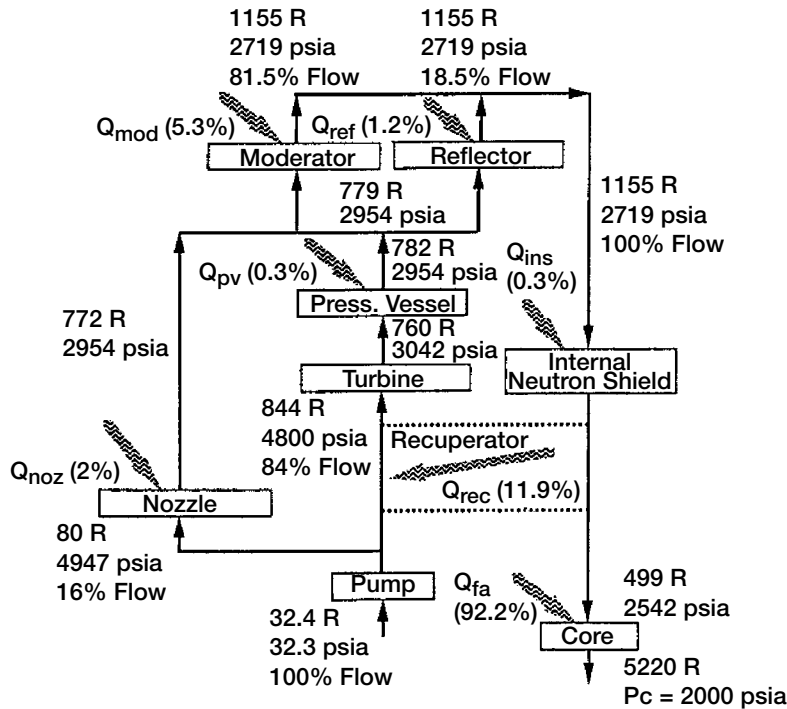 1155 R
2719 psia
81.5% Flow
1155 R
2719 psia
18.5% Flow
Qmod (5.3%)
Qref (1.2%)
Moderator
Reflector
779 R
2954 psia
1155 R
2719 psia
100% Flow
Qpv (0.3%)
782 R
2954 psia
Qins
(0.3%)
Press. Vessel
772 R
2954 psia
760 R
3042 psia
Internal
Neutron Shield
Turbine
844 R
4800 psia
84% Flow
Recuperator
Qrec (11.9%)
Qnoz (2%)
Nozzle
80 R
4947 psia
16% Flow
Pump
Qfa
(92.2%)
499 R
2542 psia
32.4 R
32.3 psia
100% Flow
Core
5220 R
Pc = 2000 psia